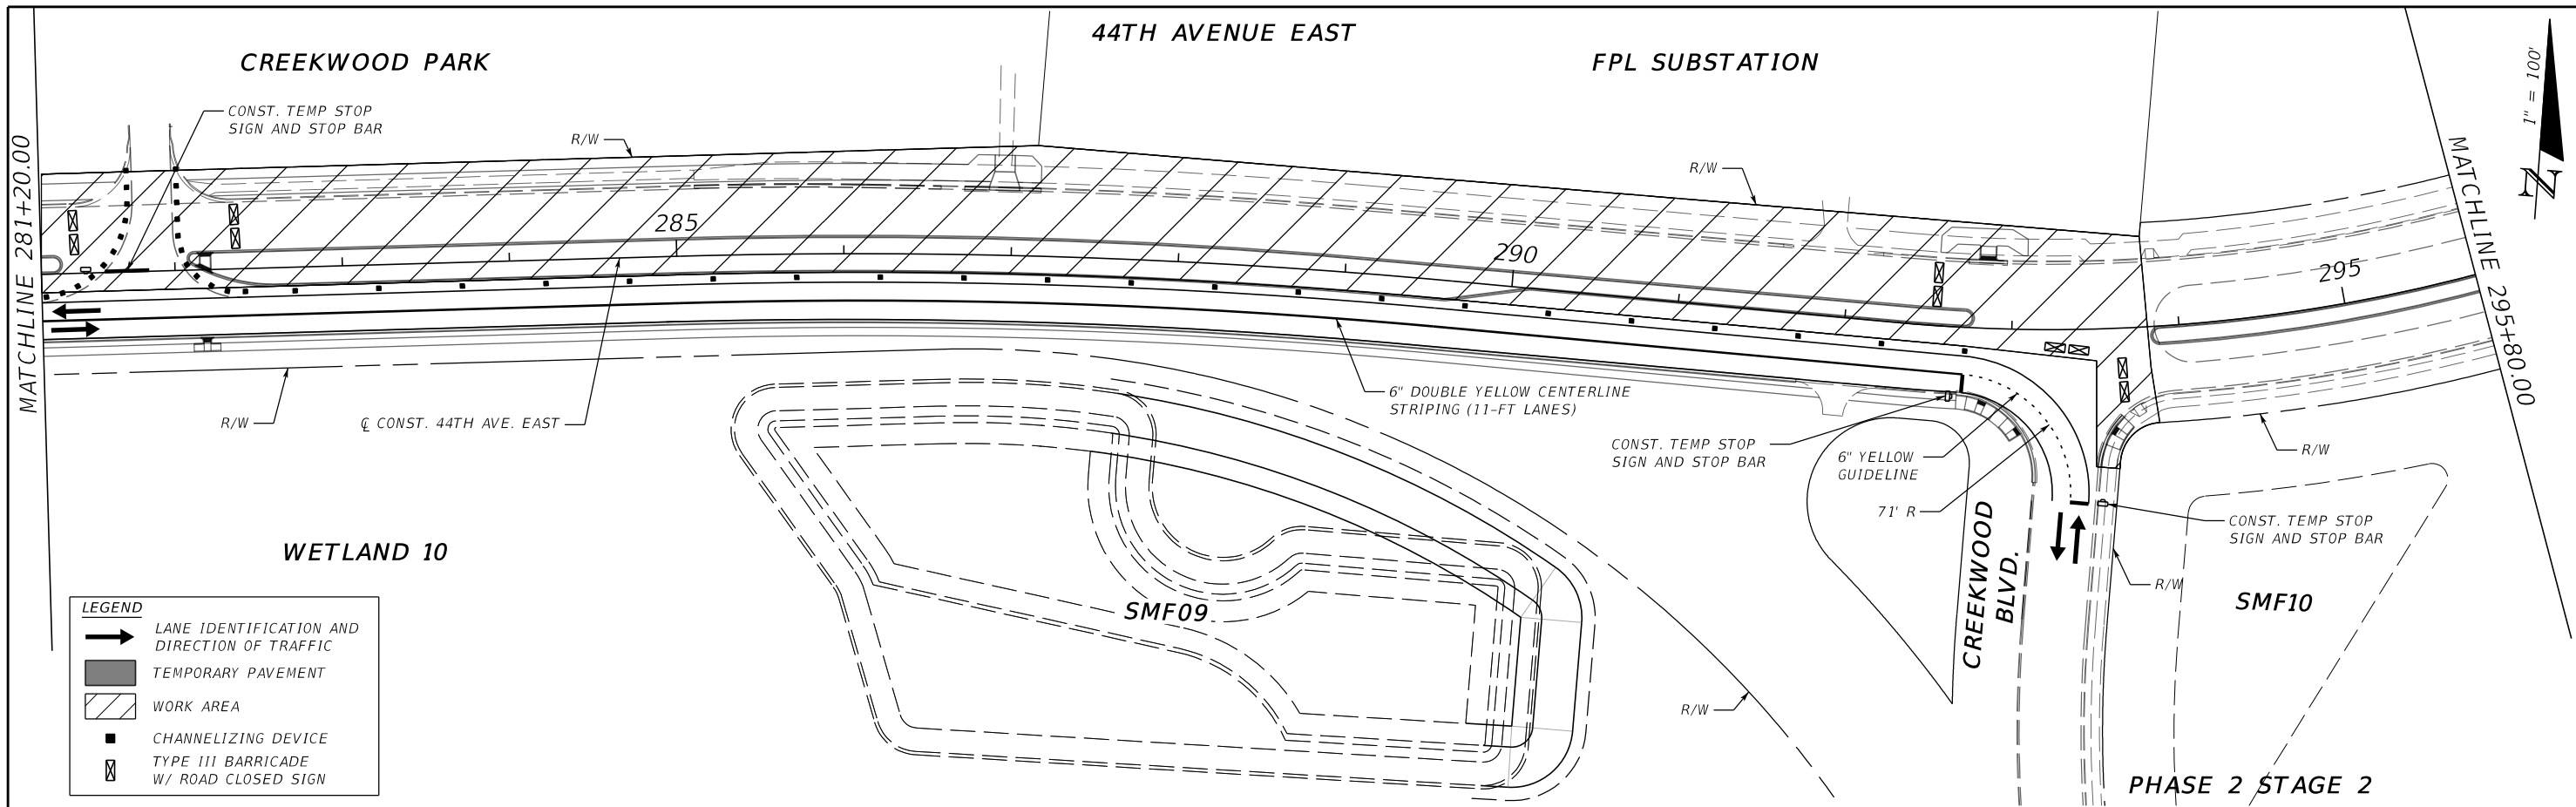 44TH AVENUE EAST
CREEKWOOD PARK
FPL SUBSTATION
1" = 100'
N
CONST. TEMP STOP
SIGN AND STOP BAR
R/W
R/W
MATCHLINE 281+20.00
MATCHLINE 295+80.00
285
290
295
R/W
℄ CONST. 44TH AVE. EAST
6" DOUBLE YELLOW CENTERLINE
STRIPING (11-FT LANES)
CONST. TEMP STOP
SIGN AND STOP BAR
6" YELLOW
GUIDELINE
71' R
R/W
CREEKWOOD
BLVD.
CONST. TEMP STOP
SIGN AND STOP BAR
R/W
WETLAND 10
SMF09
SMF10
R/W
LEGEND
LANE IDENTIFICATION AND
DIRECTION OF TRAFFIC
TEMPORARY PAVEMENT
WORK AREA
CHANNELIZING DEVICE
TYPE III BARRICADE
W/ ROAD CLOSED SIGN
PHASE 2 STAGE 2